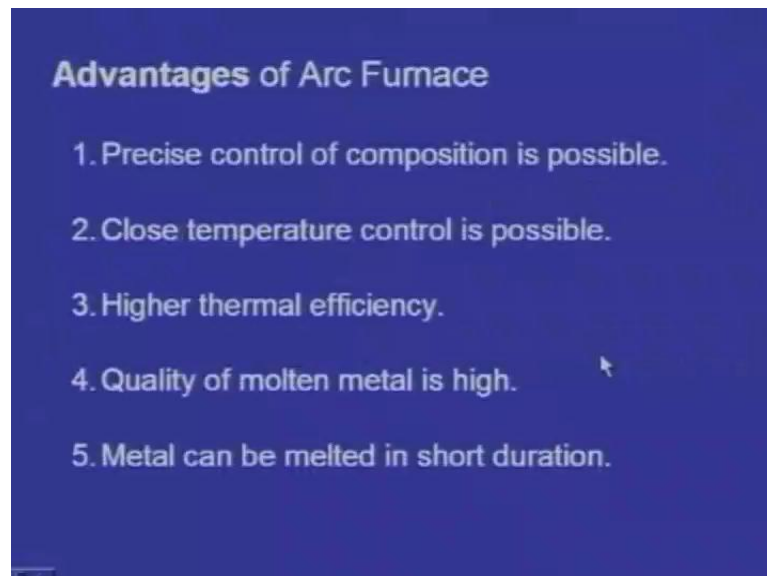 Advantages of Arc Furnace
1. Precise control of composition is possible.
2. Close temperature control is possible.
3. Higher thermal efficiency.
4. Quality of molten metal is high.
5. Metal can be melted in short duration.